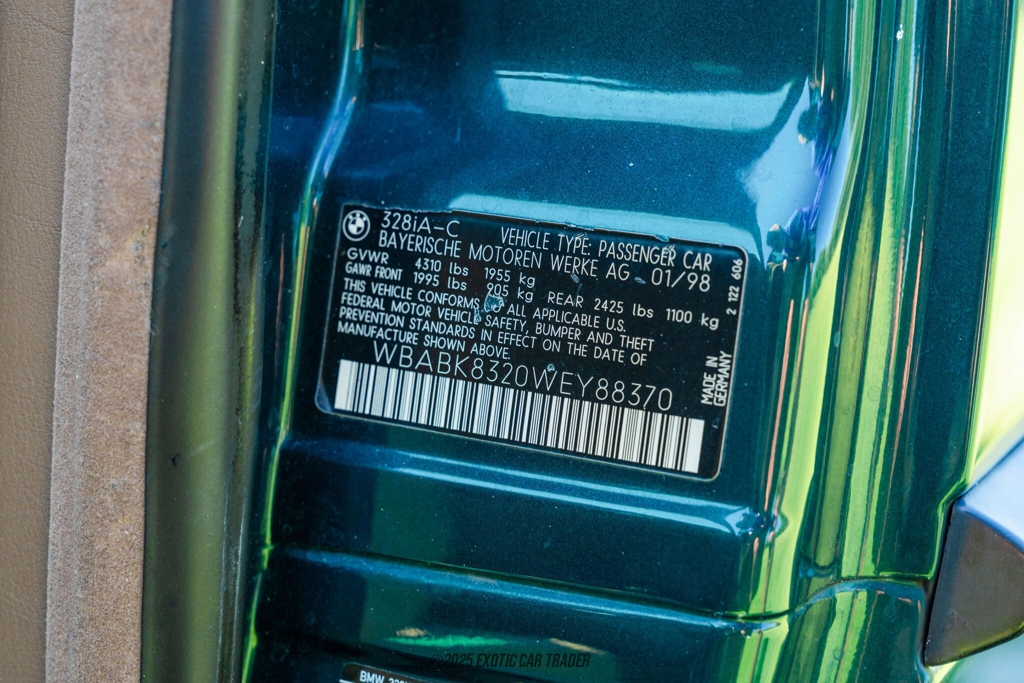 328iA-C VEHICLE TYPE: PASSENGER CAR
BAYERISCHE MOTOREN WERKE AG 01/98
GVWR 4310 lbs 1955 kg
GAWR FRONT 1995 lbs 905 kg REAR 2425 lbs 1100 kg
THIS VEHICLE CONFORMS TO ALL APPLICABLE U.S.
FEDERAL MOTOR VEHICLE SAFETY, BUMPER AND THEFT
PREVENTION STANDARDS IN EFFECT ON THE DATE OF
MANUFACTURE SHOWN ABOVE.
WBABK8320WEY88370
2 122 606
MADE IN
GERMANY
BMW
2025 EXOTIC CAR TRADER